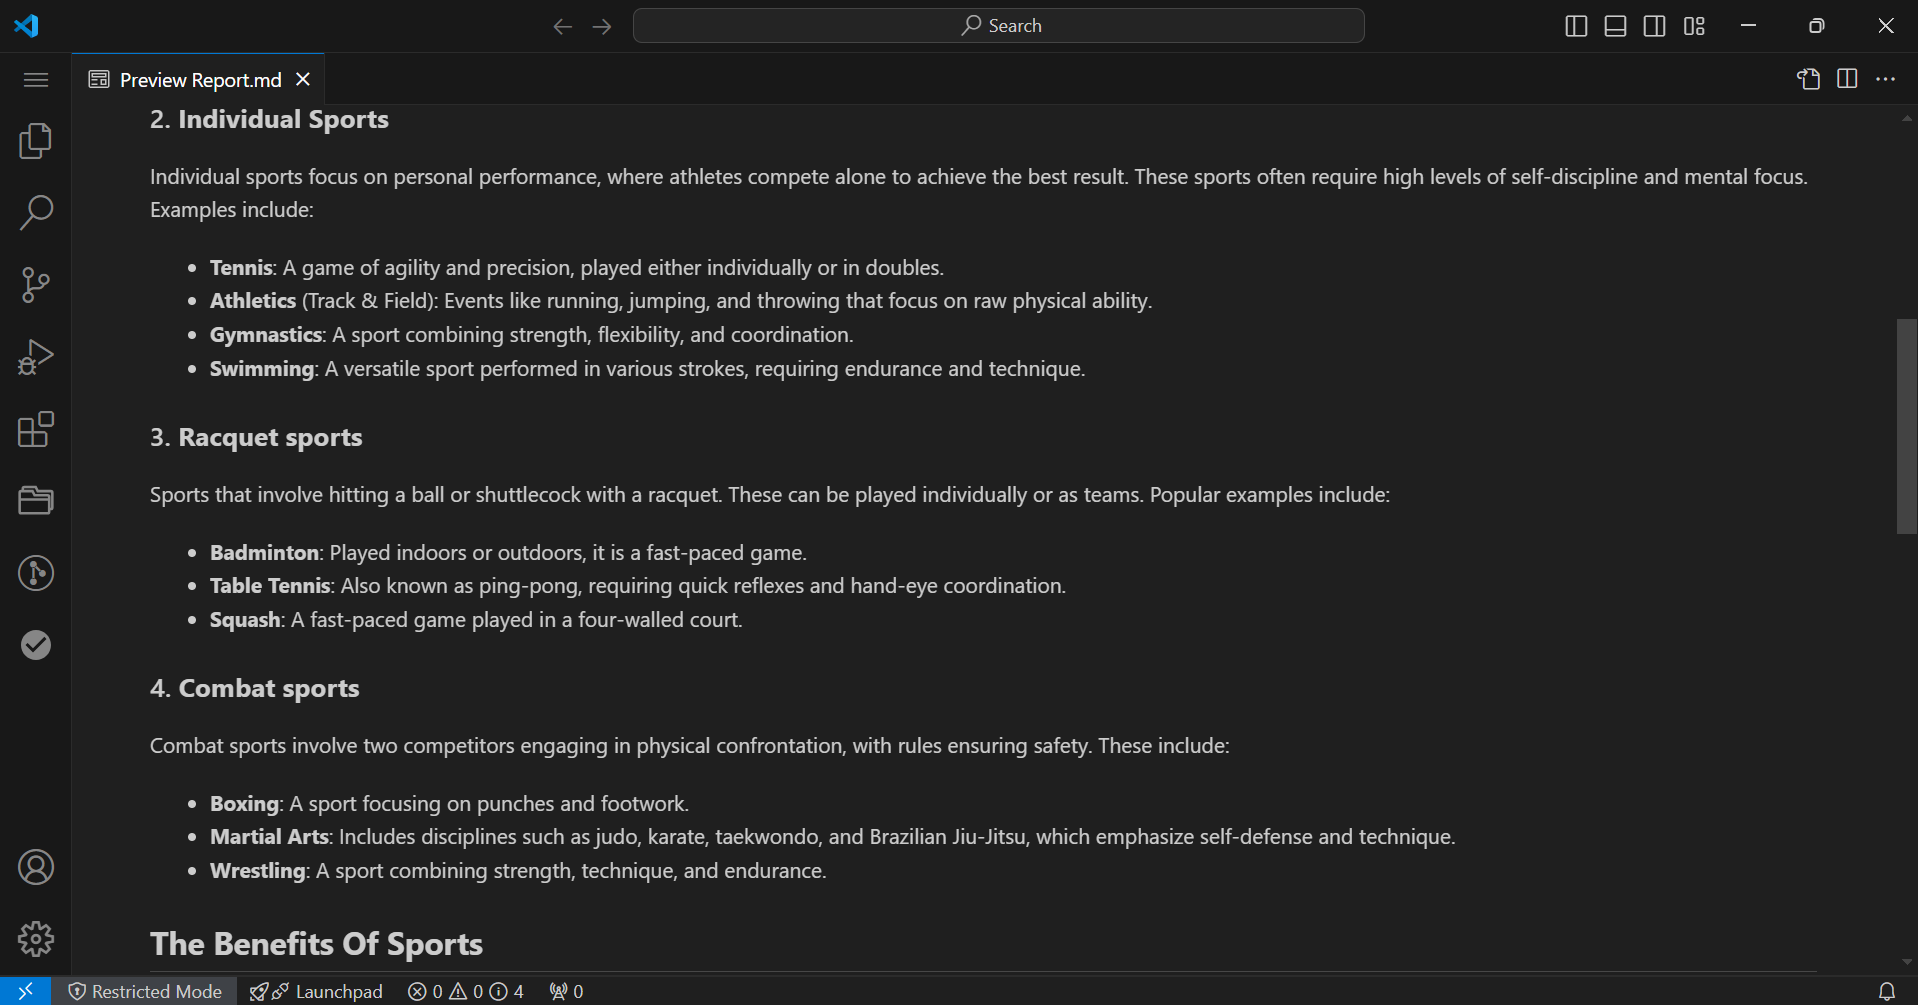 Search
Preview Report.md
2. Individual Sports
Individual sports focus on personal performance, where athletes compete alone to achieve the best result. These sports often require high levels of self-discipline and mental focus.
Examples include:
• Tennis: A game of agility and precision, played either individually or in doubles.
• Athletics (Track & Field): Events like running, jumping, and throwing that focus on raw physical ability.
• Gymnastics: A sport combining strength, flexibility, and coordination.
• Swimming: A versatile sport performed in various strokes, requiring endurance and technique.
3. Racquet sports
Sports that involve hitting a ball or shuttlecock with a racquet. These can be played individually or as teams. Popular examples include:
• Badminton: Played indoors or outdoors, it is a fast-paced game.
• Table Tennis: Also known as ping-pong, requiring quick reflexes and hand-eye coordination.
• Squash: A fast-paced game played in a four-walled court.
4. Combat sports
Combat sports involve two competitors engaging in physical confrontation, with rules ensuring safety. These include:
• Boxing: A sport focusing on punches and footwork.
• Martial Arts: Includes disciplines such as judo, karate, taekwondo, and Brazilian Jiu-Jitsu, which emphasize self-defense and technique.
• Wrestling: A sport combining strength, technique, and endurance.
The Benefits Of Sports
Restricted Mode Launchpad 0 0 4 0